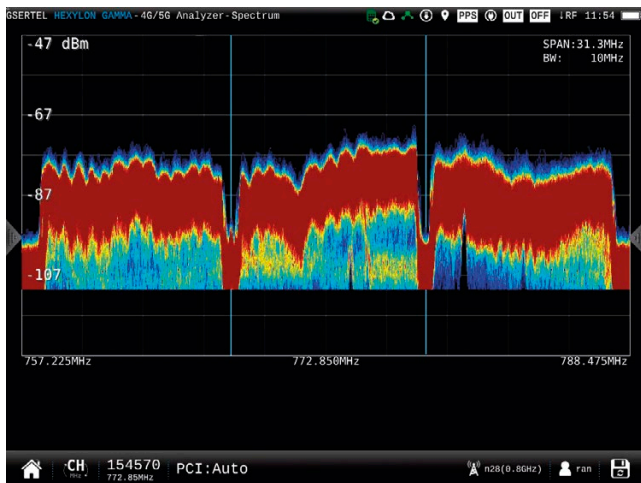 GSERTEL HEXYLON GAMMA-4G/5G Analyzer-Spectrum PPS OUT OFF ↓RF 11:54
-47 dBm
SPAN:31.3MHz
BW: 10MHz
-67
-87
-107
757.225MHz 772.850MHz 788.475MHz
CH MHz 154570 772.85MHz PCI:Auto n28(0.8GHz) ran